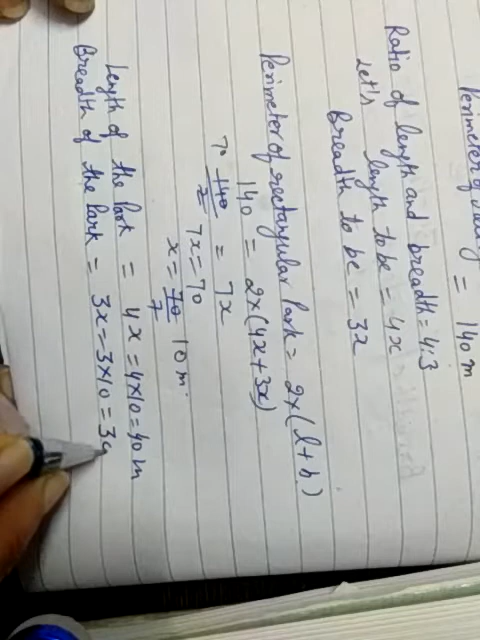 Perimeter of = 140 m
Ratio of length and breadth = 4:3
Let's length to be = 4x
Breadth to be = 3x
Perimeter of rectangular Park = 2x(l+b)
140 = 2x(4x+3x)
70 140/2 = 7x
7x = 70
x = 70/7 10 m.
Length of the Park = 4x = 4x10 = 40 m
Breadth of the Park = 3x = 3x10 = 30